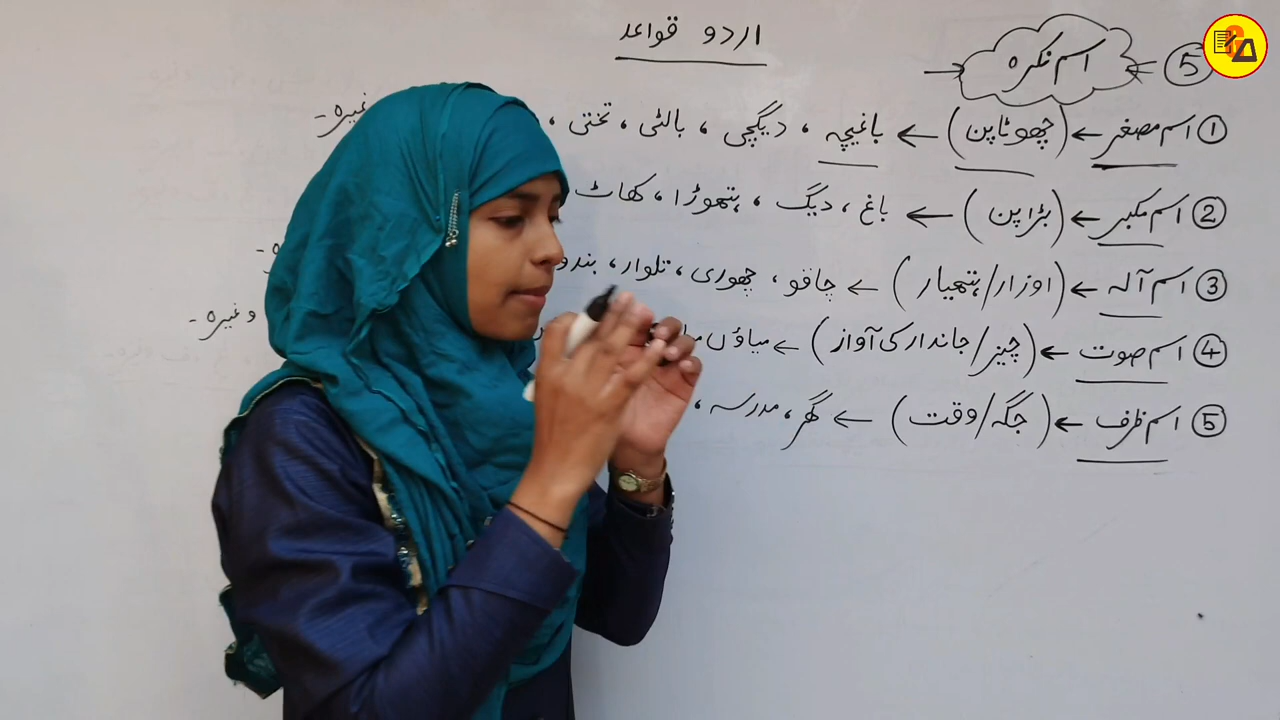 اردو قواعد
⑤ اسم نکرہ
① اسم مصغر ← (چھوٹاپن) ← باغیچہ ، دیگچی ، بالٹی ، تختی ، وغیرہ -
② اسم مکبر ← (بڑاپن) ← باغ ، دیگ ، ہتھوڑا ، کھاٹ
③ اسم آلہ ← (اوزار/ہتھیار) ← چاقو ، چھوری ، تلوار ،
④ اسم صوت ← (چیز/جاندار کی آواز) ← میاؤں وغیرہ -
⑤ اسم ظرف ← (جگہ/وقت) ← گھر ، مدرسہ ،